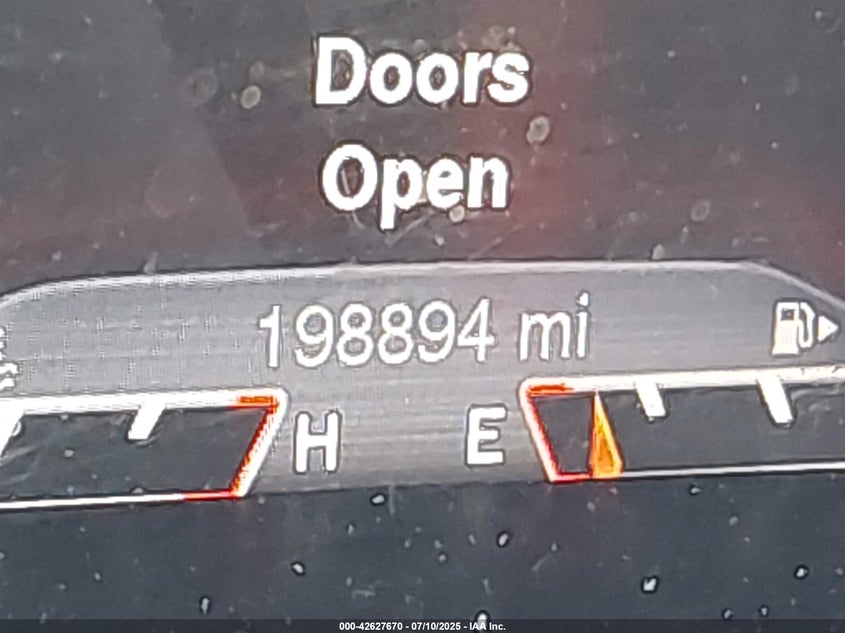 Doors
Open
198894 mi
H E
000-42627670 - 07/10/2025 - IAA Inc.